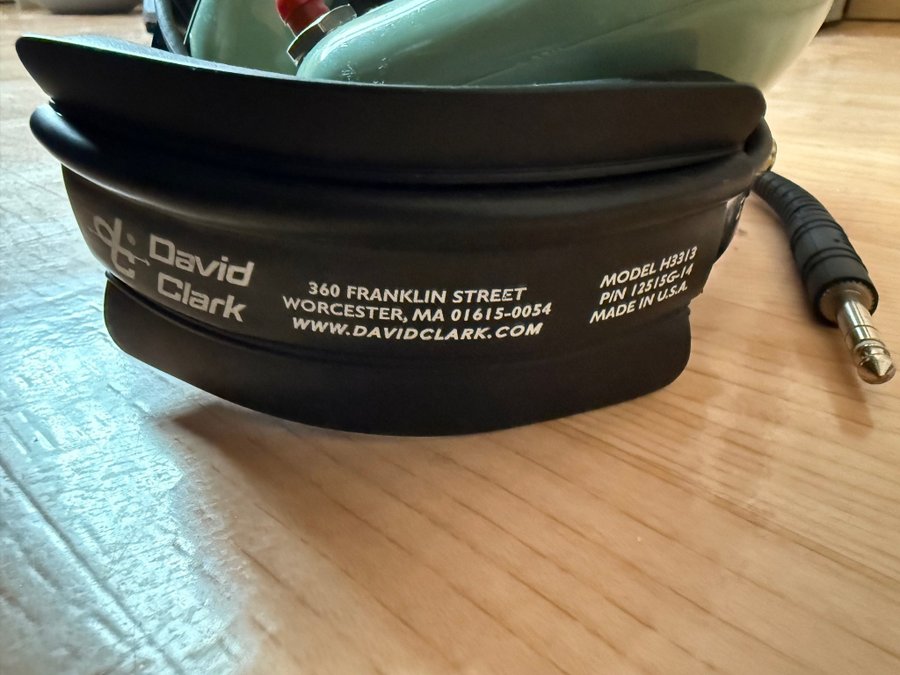 David
Clark
360 FRANKLIN STREET
WORCESTER, MA 01615-0054
WWW.DAVIDCLARK.COM
MODEL H3313
P/N 12515G-14
MADE IN U.S.A.